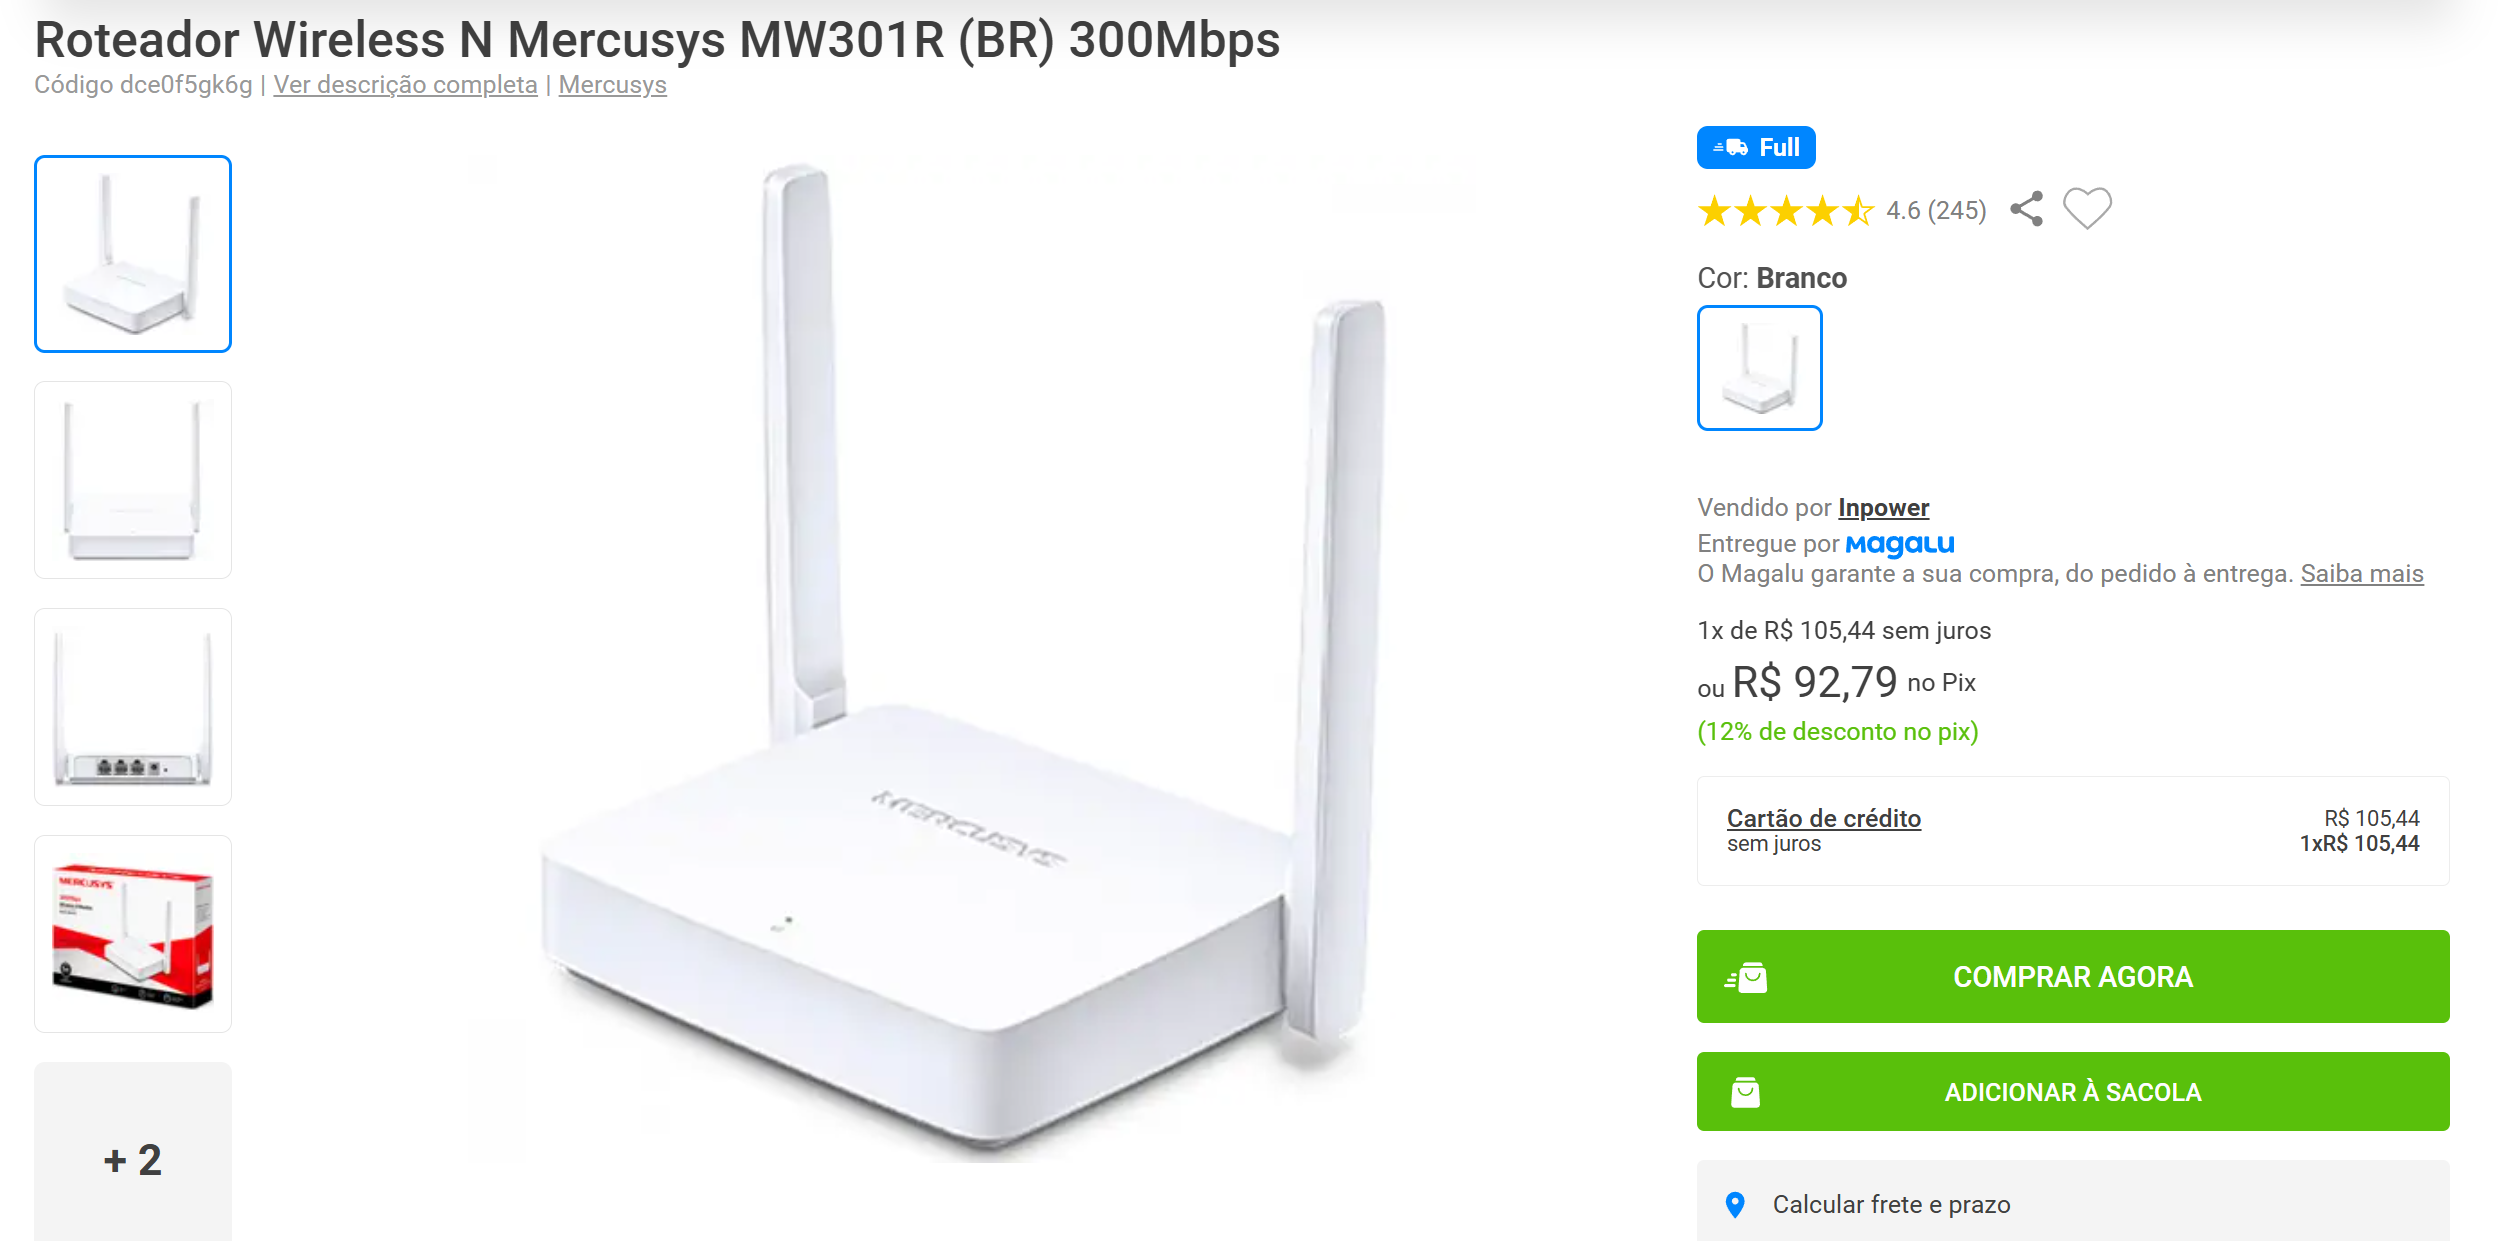 Roteador Wireless N Mercusys MW301R (BR) 300Mbps
Código dce0f5gk6g | Ver descrição completa | Mercusys
MERCUSYS
MERCUSYS
+ 2
Full
4.6 (245)
Cor: Branco
Vendido por Inpower
Entregue por Magalu
O Magalu garante a sua compra, do pedido à entrega. Saiba mais
1x de R$ 105,44 sem juros
ou R$ 92,79 no Pix
(12% de desconto no pix)
Cartão de crédito R$ 105,44
sem juros 1xR$ 105,44
COMPRAR AGORA
ADICIONAR À SACOLA
Calcular frete e prazo